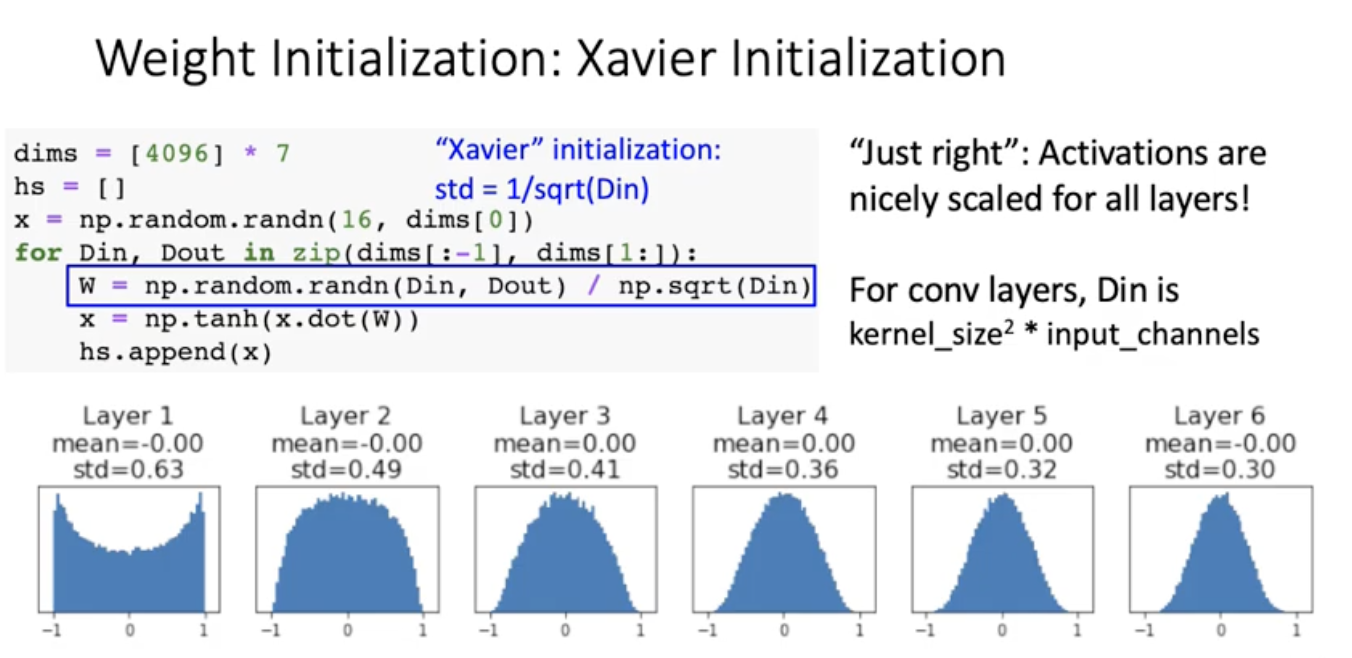 Weight Initialization: Xavier Initialization
dims = [4096] * 7
hs = []
x = np.random.randn(16, dims[0])
for Din, Dout in zip(dims[:-1], dims[1:]):
    W = np.random.randn(Din, Dout) / np.sqrt(Din)
    x = np.tanh(x.dot(W))
    hs.append(x)
“Xavier” initialization:
std = 1/sqrt(Din)
“Just right”: Activations are
nicely scaled for all layers!
For conv layers, Din is
kernel_size² * input_channels
Layer 1
mean=-0.00
std=0.63
-1 0 1
Layer 2
mean=-0.00
std=0.49
-1 0 1
Layer 3
mean=0.00
std=0.41
-1 0 1
Layer 4
mean=0.00
std=0.36
-1 0 1
Layer 5
mean=0.00
std=0.32
-1 0 1
Layer 6
mean=-0.00
std=0.30
-1 0 1